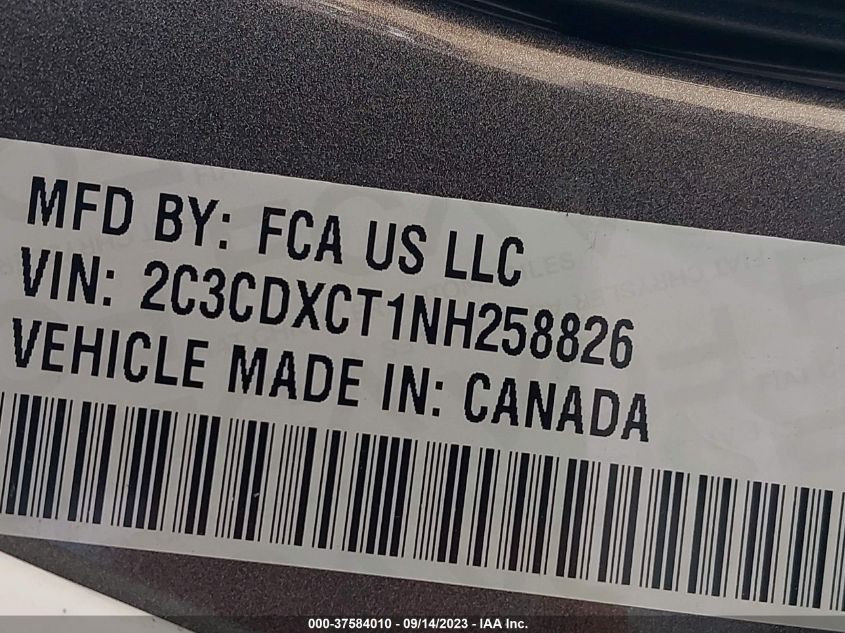 MFD BY: FCA US LLC
VIN: 2C3CDXCT1NH258826
VEHICLE MADE IN: CANADA
000-37584010 - 09/14/2023 - IAA Inc.